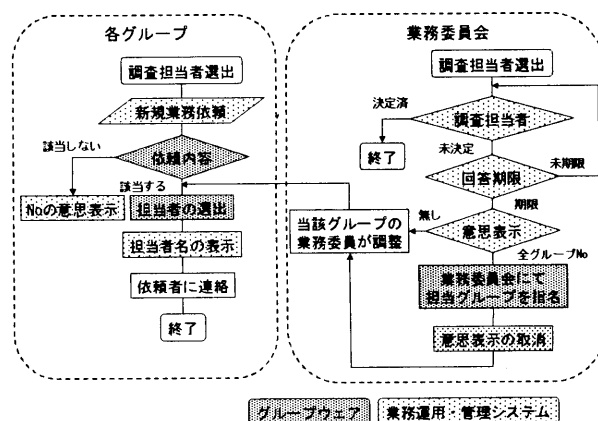 各グループ
調査担当者選出
新規業務依頼
該当しない
依頼内容
該当する
Noの意思表示
担当者の選出
担当者名の表示
依頼者に連絡
終了
業務委員会
調査担当者選出
決定済
調査担当者
終了
未決定
未期限
回答期限
期限
無し
意思表示
当該グループの
業務委員が調整
全グループNo
業務委員会にて
担当グループを指名
意思表示の取消
グループウェア
業務運用・管理システム